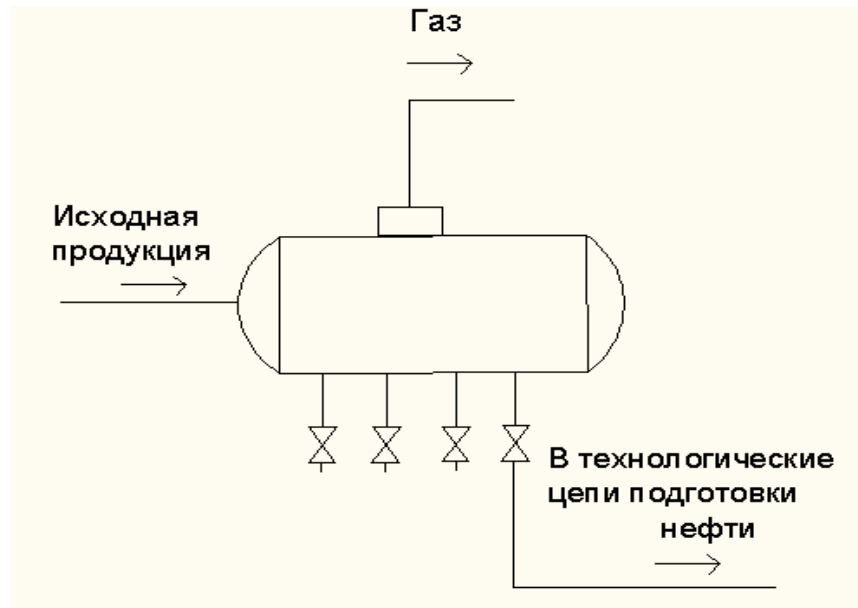 Газ
Исходная
продукция
В технологические
цепи подготовки
нефти